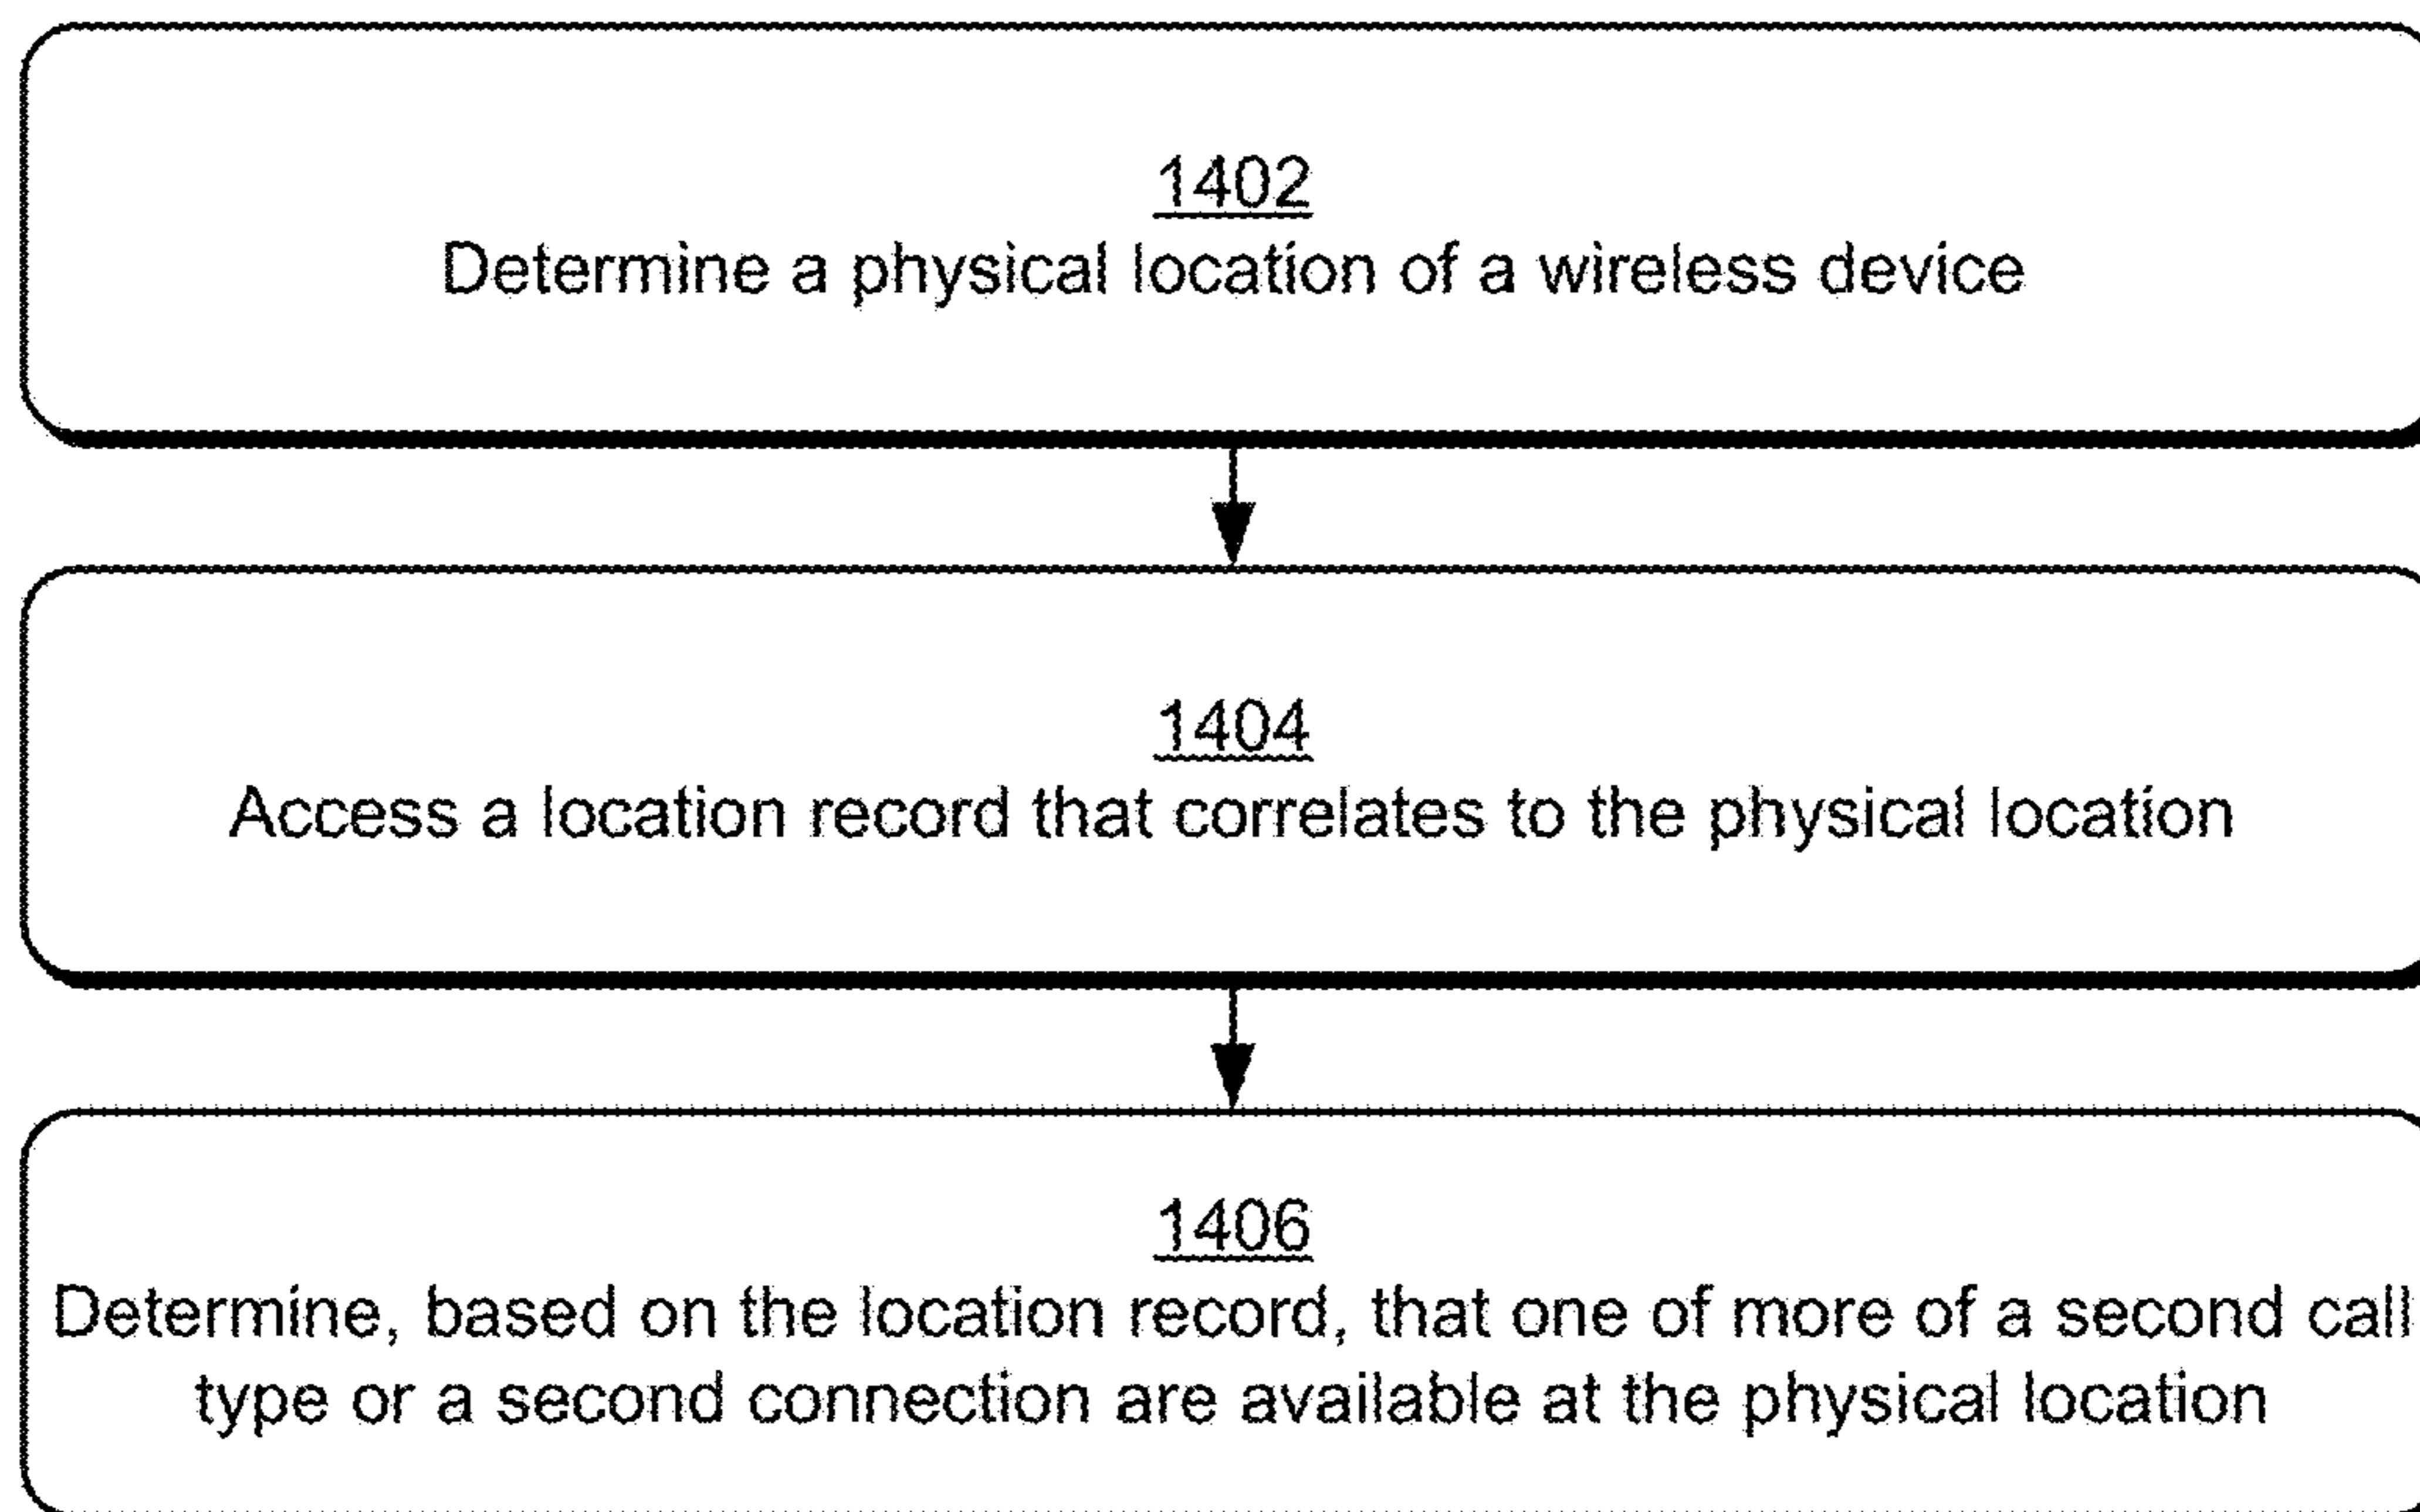 1402
Determine a physical location of a wireless device
1404
Access a location record that correlates to the physical location
1406
Determine, based on the location record, that one of more of a second call
type or a second connection are available at the physical location